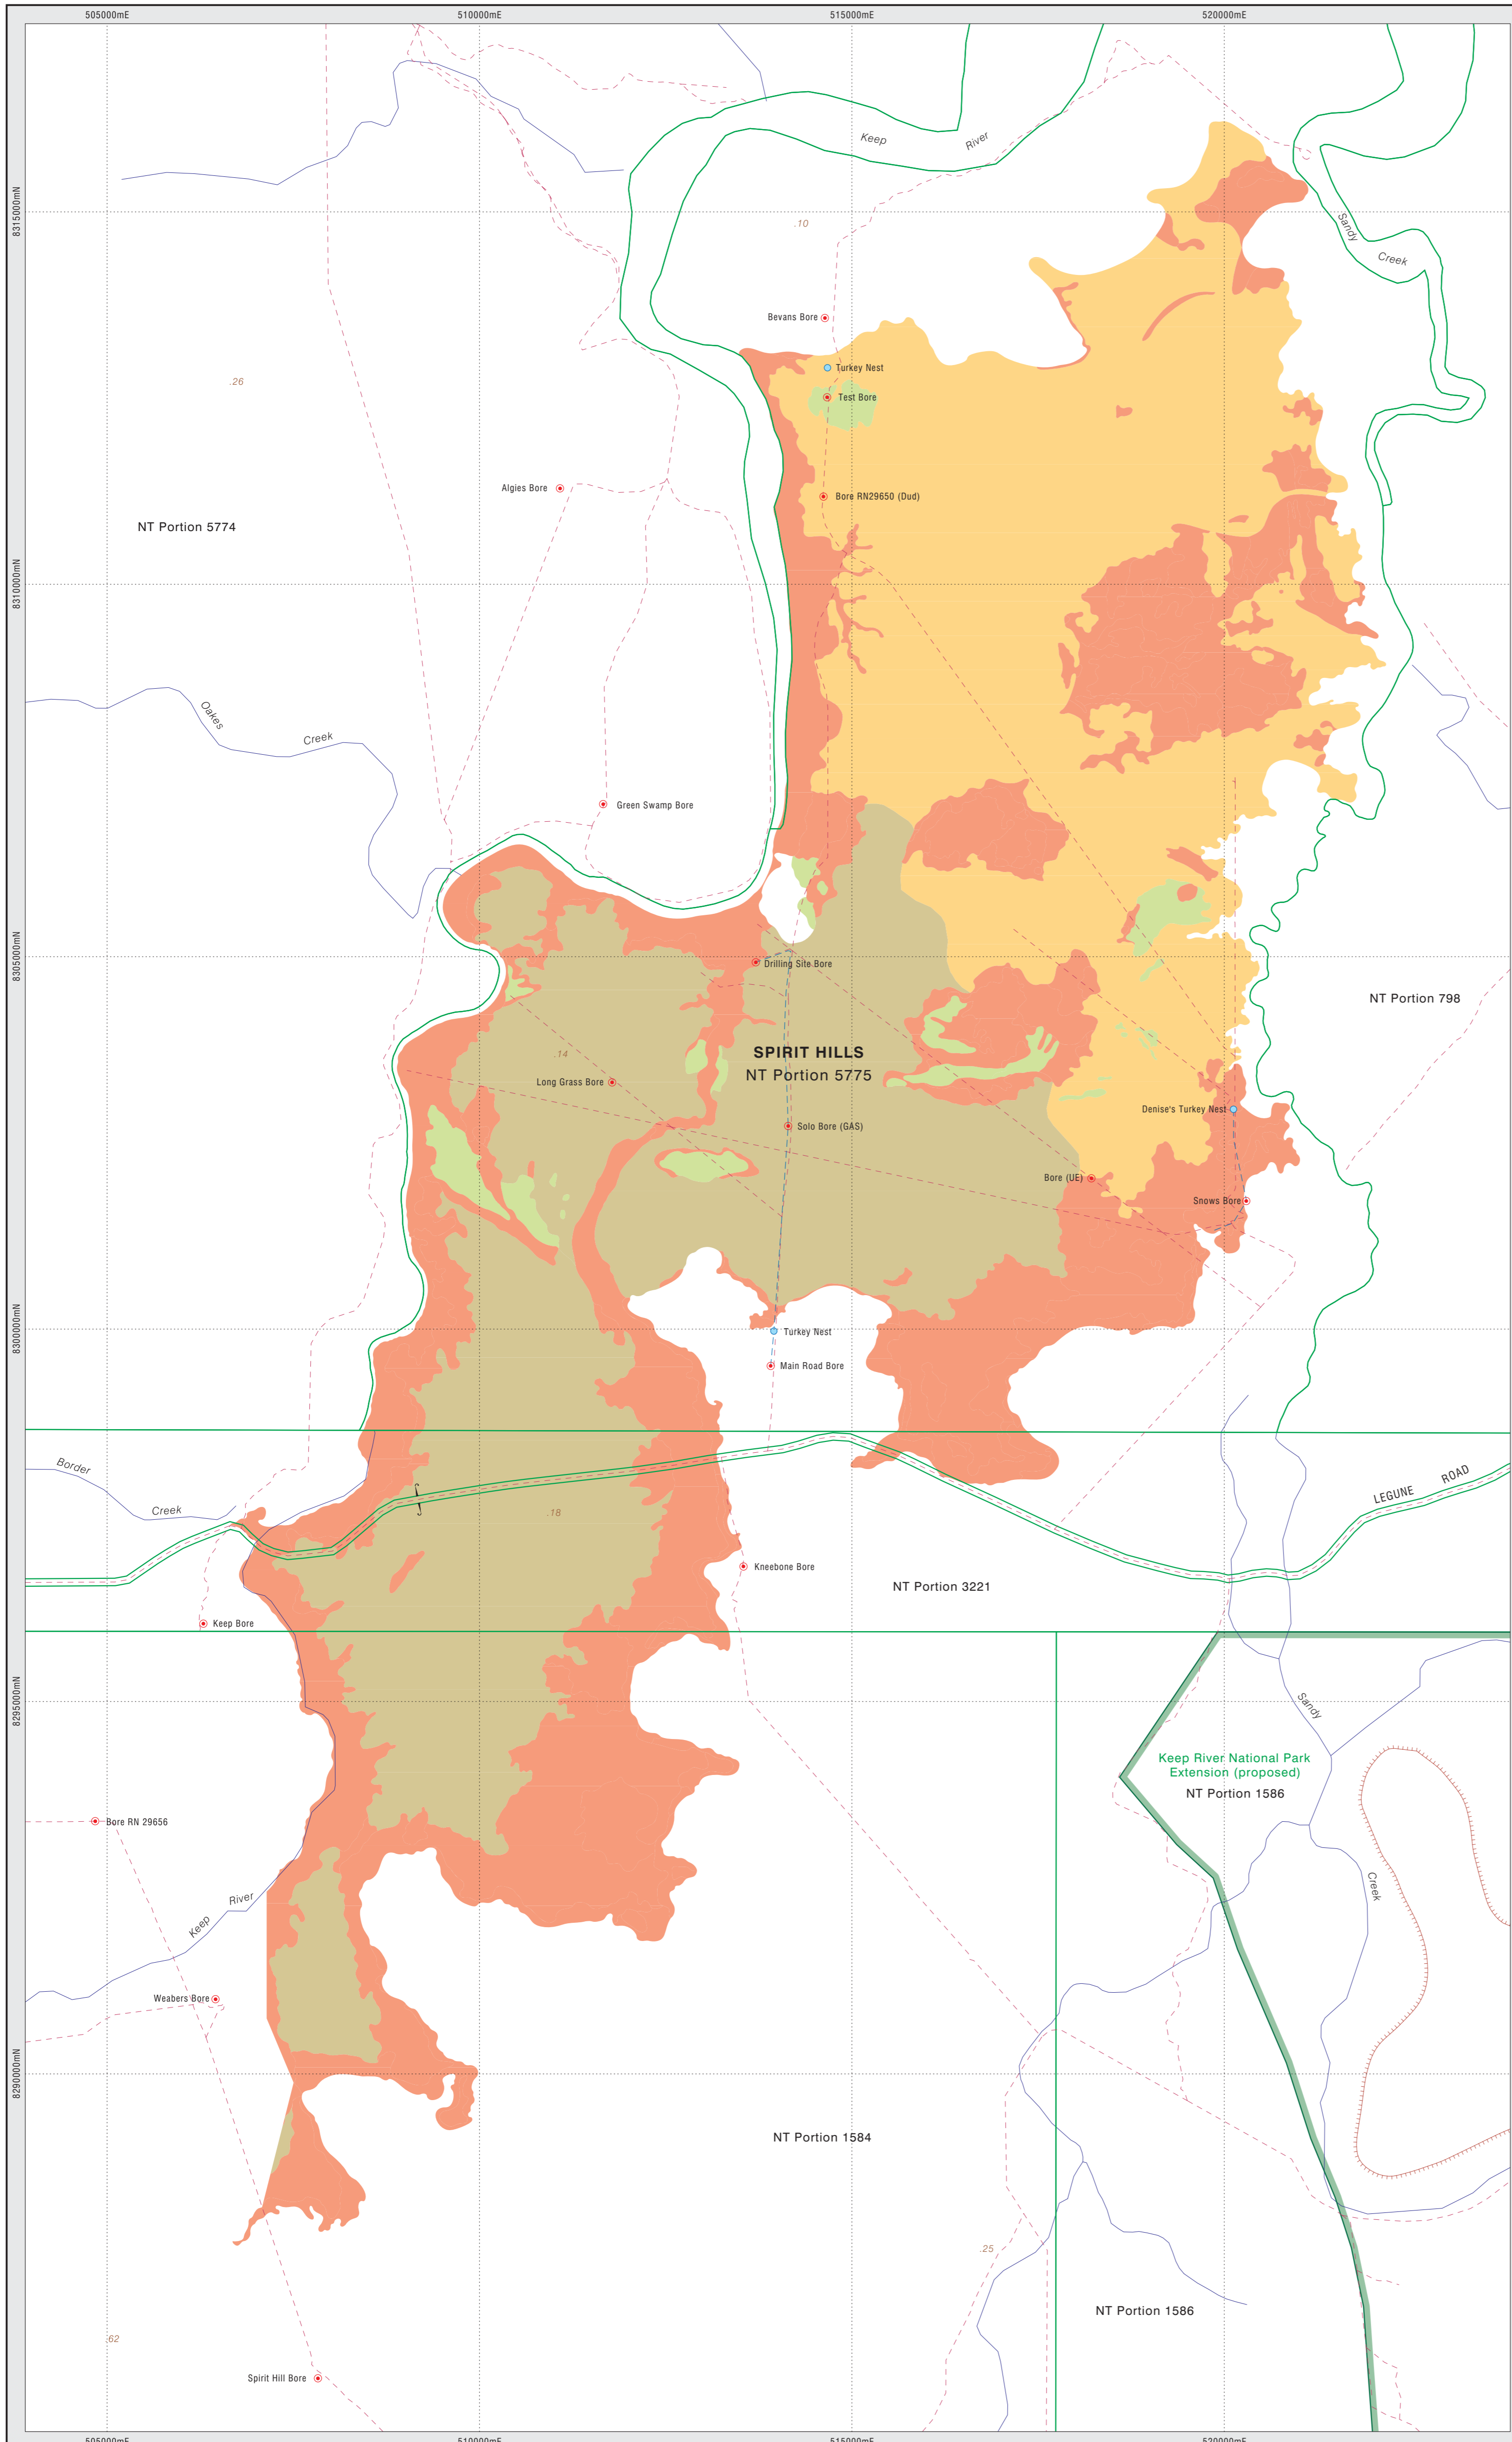 505000mE
510000mE
515000mE
520000mE
Keep
River
8315000mN
.10
Sandy
Creek
Bevans Bore
Turkey Nest
.26
Test Bore
Algies Bore
Bore RN29650 (Dud)
NT Portion 5774
8310000mN
Oakes
Creek
Green Swamp Bore
8305000mN
Drilling Site Bore
NT Portion 798
SPIRIT HILLS
.14
NT Portion 5775
Long Grass Bore
Denise's Turkey Nest
Solo Bore (GAS)
Bore (UE)
Snows Bore
8300000mN
Turkey Nest
Main Road Bore
Border
Creek
LEGUNE
ROAD
.18
Kneebone Bore
NT Portion 3221
Keep Bore
8295000mN
Sandy
Keep River National Park
Extension (proposed)
NT Portion 1586
Bore RN 29656
Creek
Keep
River
Weabers Bore
8290000mN
NT Portion 1584
.25
NT Portion 1586
.62
Spirit Hill Bore
505000mE
510000mE
515000mE
520000mE